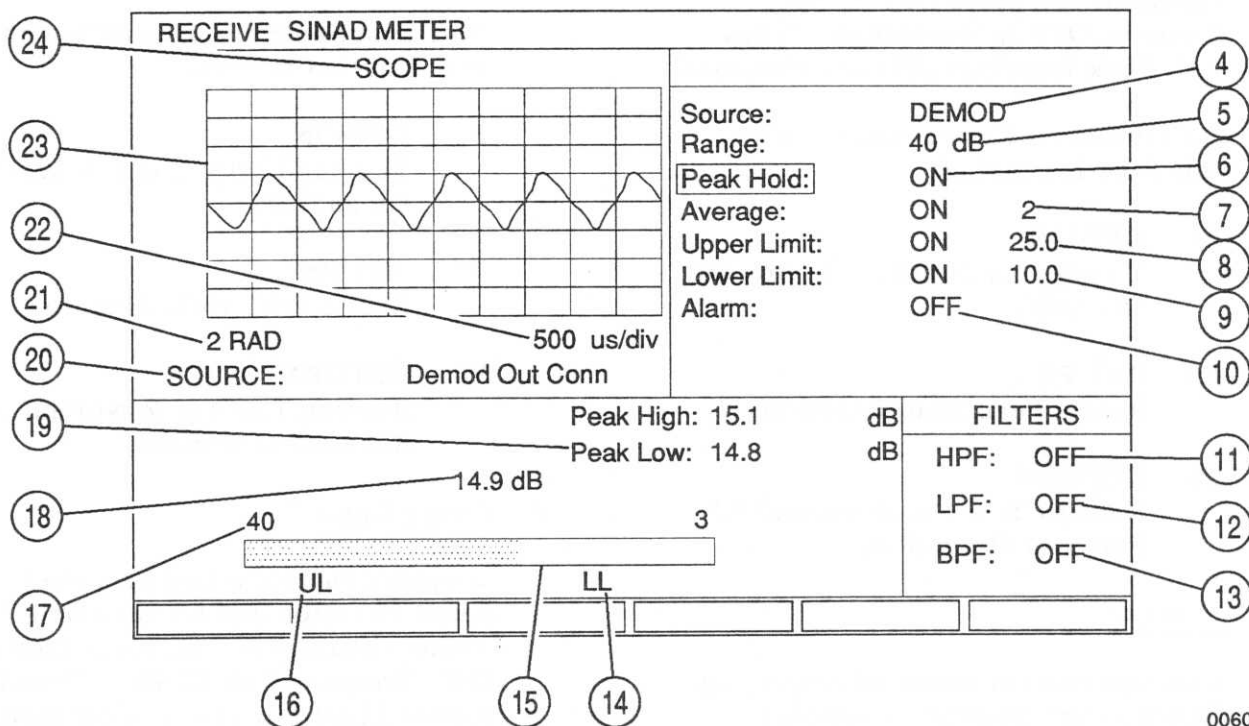 RECEIVE SINAD METER
24
SCOPE
4
Source: DEMOD
5
Range: 40 dB
23
6
Peak Hold: ON
Average: ON 2
7
22
Upper Limit: ON 25.0
8
Lower Limit: ON 10.0
9
21
Alarm: OFF
2 RAD 500 us/div
20
SOURCE: Demod Out Conn
10
19
Peak High: 15.1 dB
Peak Low: 14.8 dB
FILTERS
HPF: OFF
11
18
14.9 dB
LPF: OFF
12
40 3
BPF: OFF
13
17
UL LL
16
15
14
0060